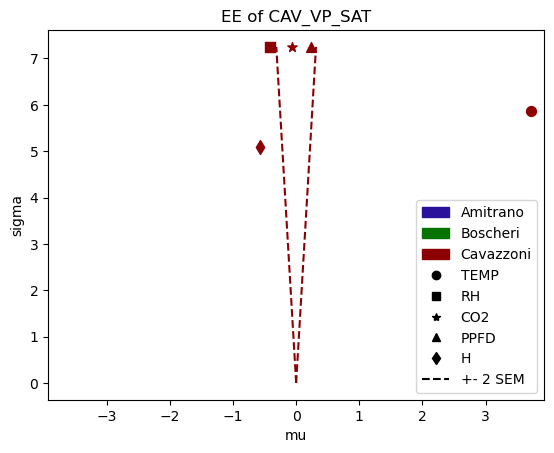 EE of CAV_VP_SAT
7
6
5
4
3
2
1
0
sigma
−3
−2
−1
0
1
2
3
mu
Amitrano
Boscheri
Cavazzoni
TEMP
RH
CO2
PPFD
H
+- 2 SEM